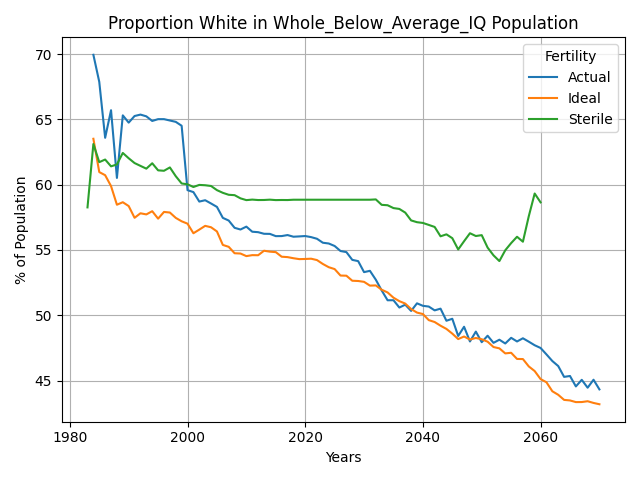 Proportion White in Whole_Below_Average_IQ Population
70
65
60
55
50
45
% of Population
1980
2000
2020
2040
2060
Years
Fertility
Actual
Ideal
Sterile